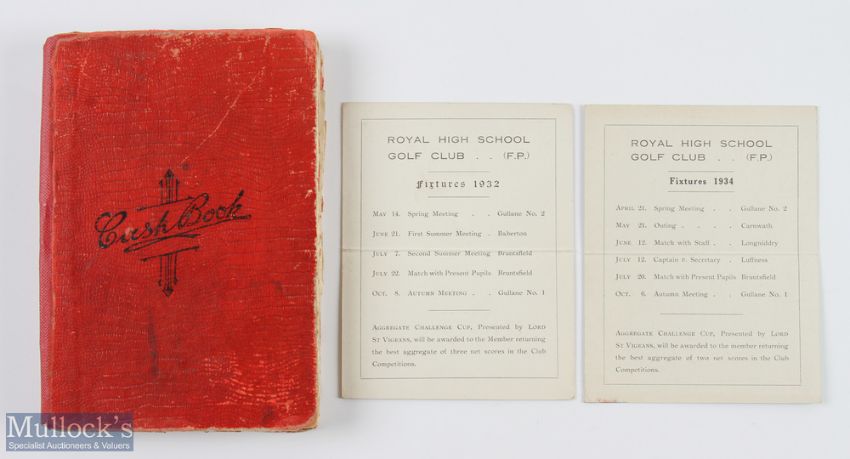 Cash Book
ROYAL HIGH SCHOOL
GOLF CLUB . . (F.P.)
Fixtures 1932
MAY 14. Spring Meeting . . Gullane No. 2
JUNE 21. First Summer Meeting . Baberton
JULY 7. Second Summer Meeting Bruntsfield
JULY 22. Match with Present Pupils Bruntsfield
OCT. 8. AUTUMN MEETING . . Gullane No. 1
AGGREGATE CHALLENGE CUP, Presented by LORD
ST VIGEANS, will be awarded to the Member returning
the best aggregate of three net scores in the Club
Competitions.
ROYAL HIGH SCHOOL
GOLF CLUB . . (F.P.)
Fixtures 1934
APRIL 21. Spring Meeting . . Gullane No. 2
MAY 21. Outing . . . Carnwath
JUNE 12. Match with Staff . . Longniddry
JULY 12. Captain v. Secretary . Luffness
JULY 20. Match with Present Pupils Bruntsfield
OCT. 6. Autumn Meeting . . Gullane No. 1
AGGREGATE CHALLENGE CUP, Presented by LORD
ST VIGEANS, will be awarded to the member returning
the best aggregate of two net scores in the Club
Competitions.
Mullock's
Specialist Auctioneers & Valuers